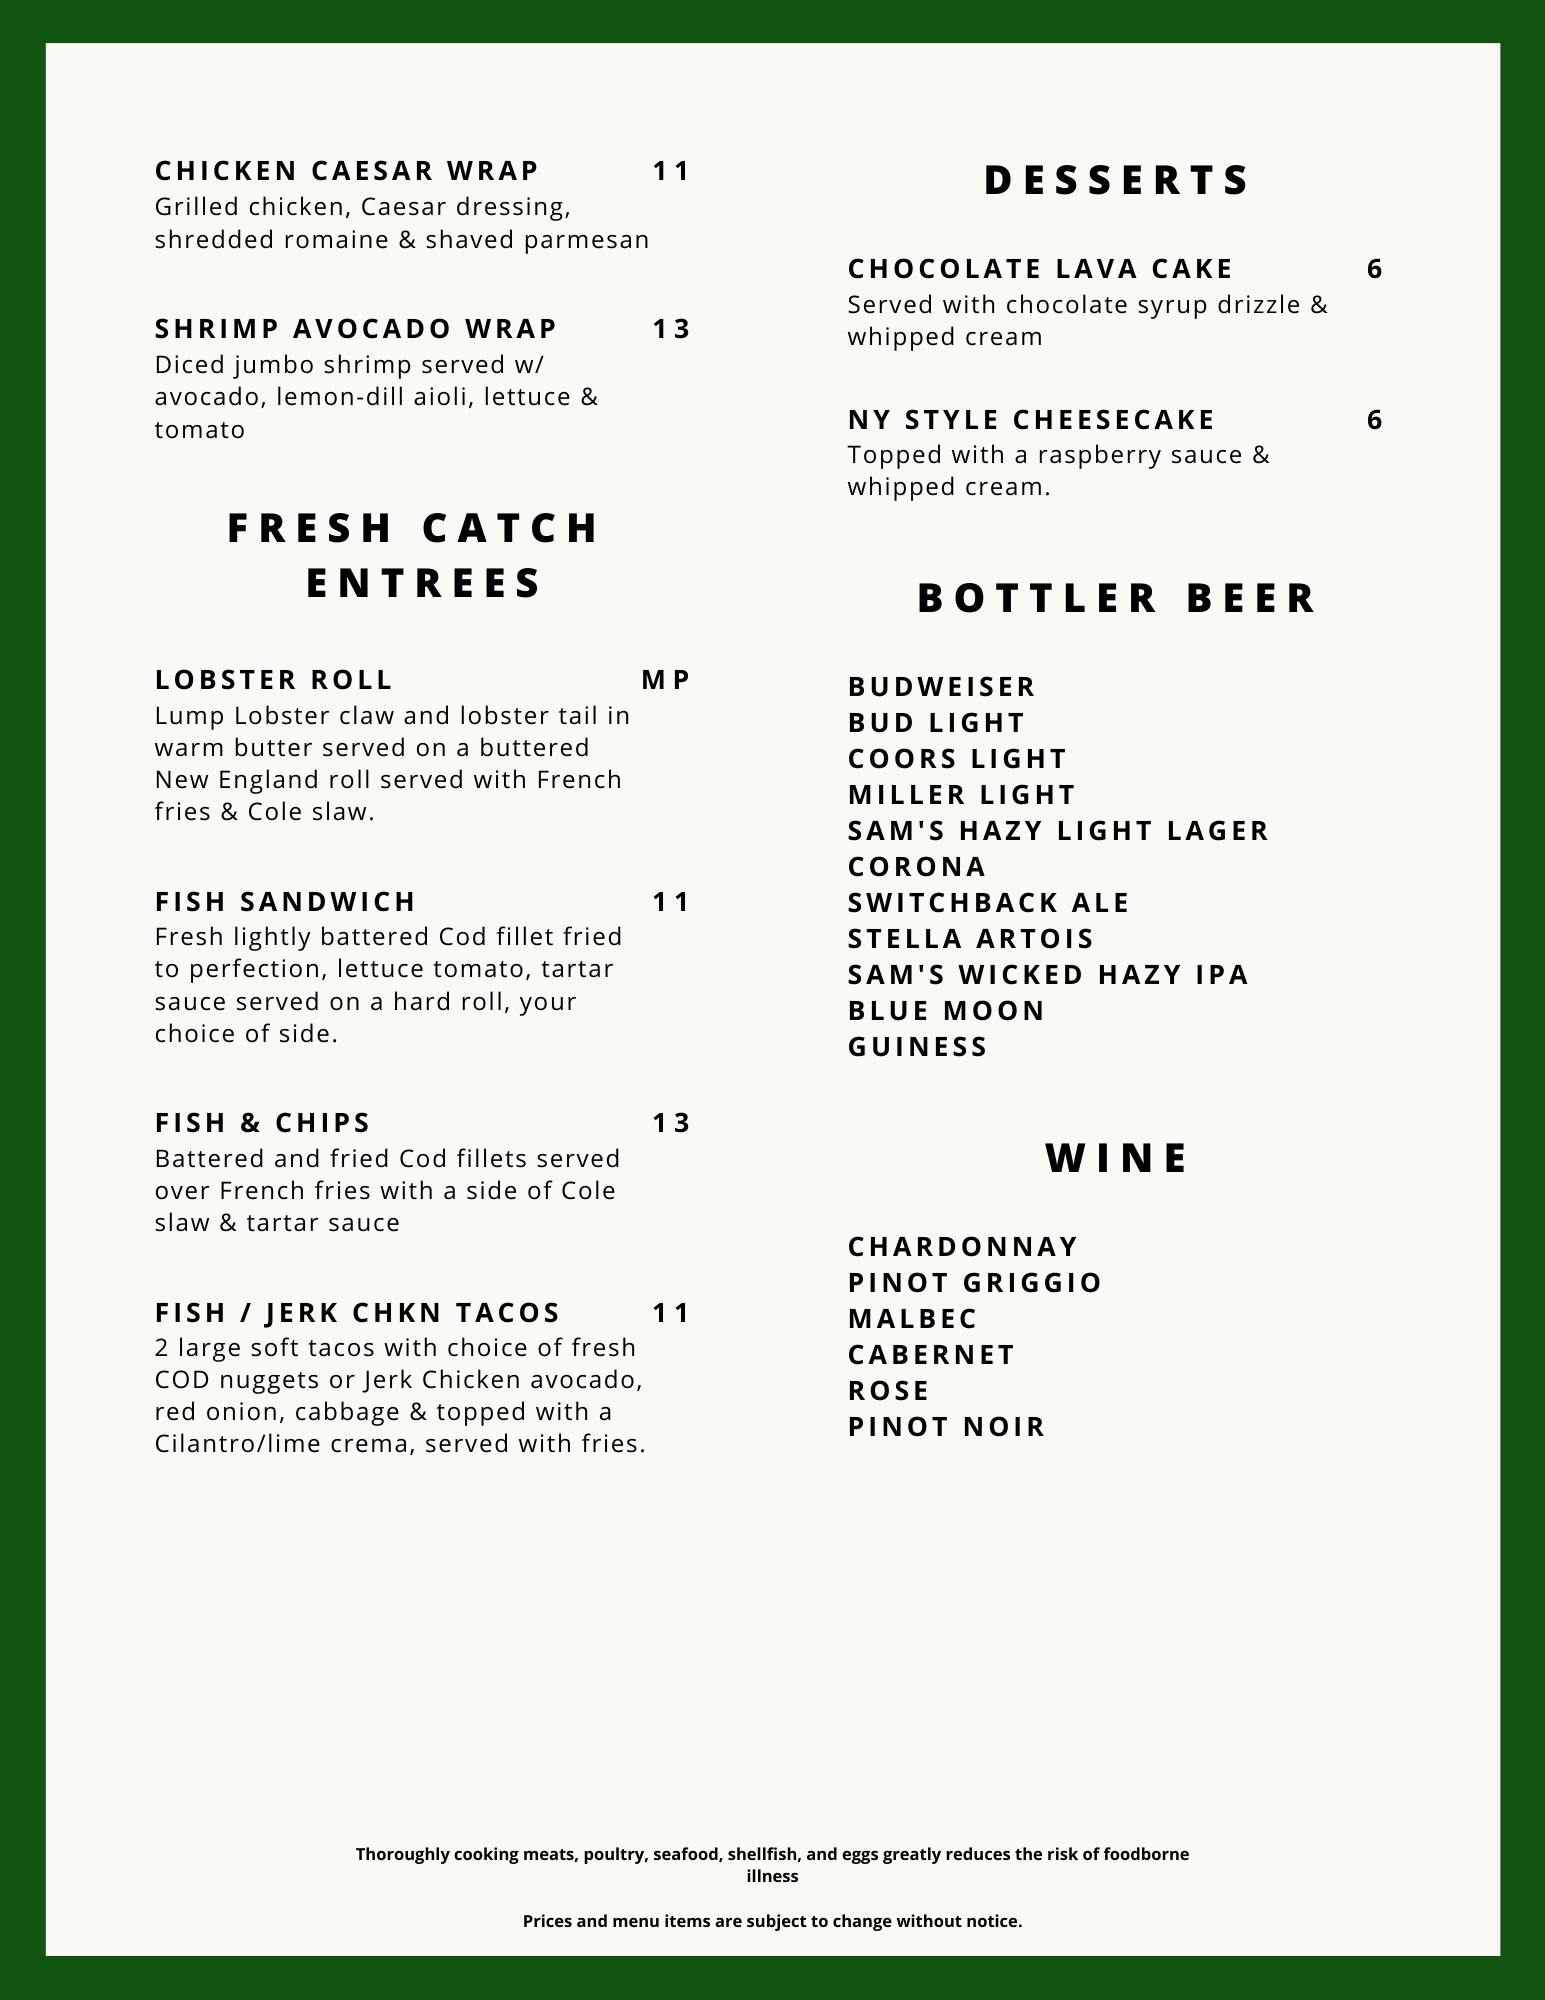 CHICKEN CAESAR WRAP 11
Grilled chicken, Caesar dressing,
shredded romaine & shaved parmesan
SHRIMP AVOCADO WRAP 13
Diced jumbo shrimp served w/
avocado, lemon-dill aioli, lettuce &
tomato
FRESH CATCH
ENTREES
LOBSTER ROLL MP
Lump Lobster claw and lobster tail in
warm butter served on a buttered
New England roll served with French
fries & Cole slaw.
FISH SANDWICH 11
Fresh lightly battered Cod fillet fried
to perfection, lettuce tomato, tartar
sauce served on a hard roll, your
choice of side.
FISH & CHIPS 13
Battered and fried Cod fillets served
over French fries with a side of Cole
slaw & tartar sauce
FISH / JERK CHKN TACOS 11
2 large soft tacos with choice of fresh
COD nuggets or Jerk Chicken avocado,
red onion, cabbage & topped with a
Cilantro/lime crema, served with fries.
DESSERTS
CHOCOLATE LAVA CAKE 6
Served with chocolate syrup drizzle &
whipped cream
NY STYLE CHEESECAKE 6
Topped with a raspberry sauce &
whipped cream.
BOTTLER BEER
BUDWEISER
BUD LIGHT
COORS LIGHT
MILLER LIGHT
SAM'S HAZY LIGHT LAGER
CORONA
SWITCHBACK ALE
STELLA ARTOIS
SAM'S WICKED HAZY IPA
BLUE MOON
GUINESS
WINE
CHARDONNAY
PINOT GRIGGIO
MALBEC
CABERNET
ROSE
PINOT NOIR
Thoroughly cooking meats, poultry, seafood, shellfish, and eggs greatly reduces the risk of foodborne
illness
Prices and menu items are subject to change without notice.